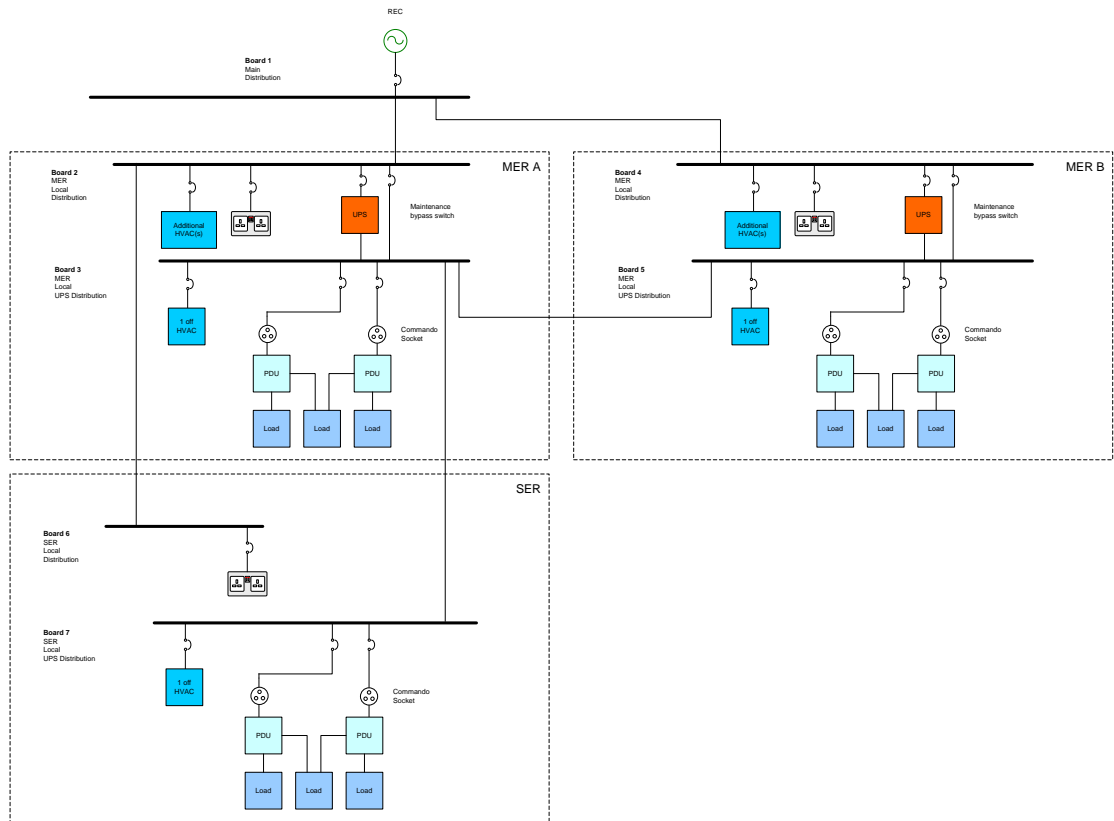 REC
Board 1
Main
Distribution
MER A
Board 2
MER
Local
Distribution
Additional
HVAC(s)
UPS
Maintenance
bypass switch
Board 3
MER
Local
UPS Distribution
1 off
HVAC
Commando
Socket
PDU
PDU
Load
Load
Load
MER B
Board 4
MER
Local
Distribution
Additional
HVAC(s)
UPS
Maintenance
bypass switch
Board 5
MER
Local
UPS Distribution
1 off
HVAC
Commando
Socket
PDU
PDU
Load
Load
Load
SER
Board 6
SER
Local
Distribution
Board 7
SER
Local
UPS Distribution
1 off
HVAC
Commando
Socket
PDU
PDU
Load
Load
Load